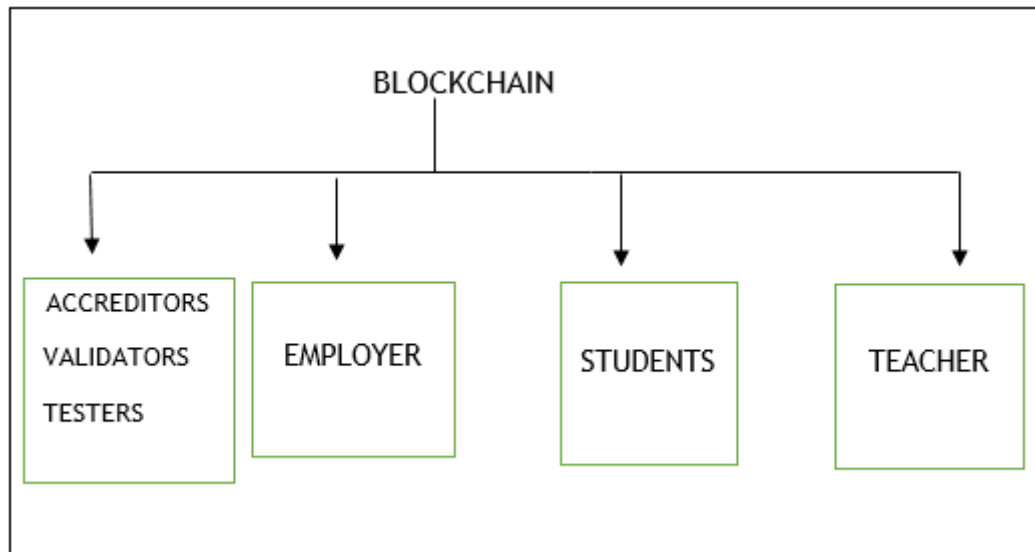 BLOCKCHAIN
ACCREDITORS
VALIDATORS
TESTERS
EMPLOYER
STUDENTS
TEACHER